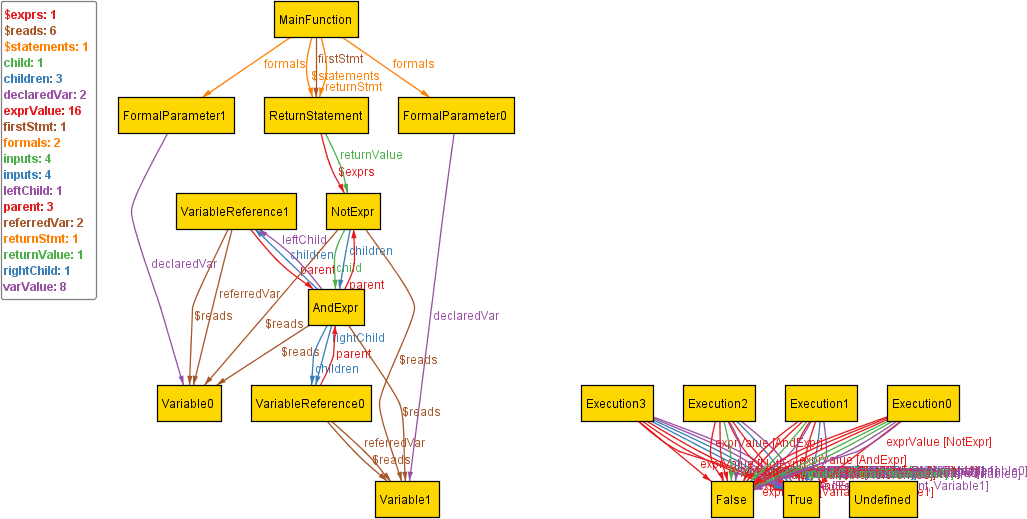 $exprs: 1
$reads: 6
$statements: 1
child: 1
children: 3
declaredVar: 2
exprValue: 16
firstStmt: 1
formals: 2
inputs: 4
inputs: 4
leftChild: 1
parent: 3
referredVar: 2
returnStmt: 1
returnValue: 1
rightChild: 1
varValue: 8
MainFunction
formals
firstStmt
formals
$statements
returnStmt
FormalParameter1
ReturnStatement
FormalParameter0
returnValue
$exprs
VariableReference1
NotExpr
leftChild
children
children
declaredVar
parent
child
parent
referredVar
AndExpr
$reads
declaredVar
rightChild
$reads
parent
$reads
children
Variable0
VariableReference0
$reads
referredVar
$reads
Variable1
Execution3
Execution2
Execution1
Execution0
exprValue [AndExpr]
exprValue [NotExpr]
exprValue [AndExpr]
False
True
Undefined